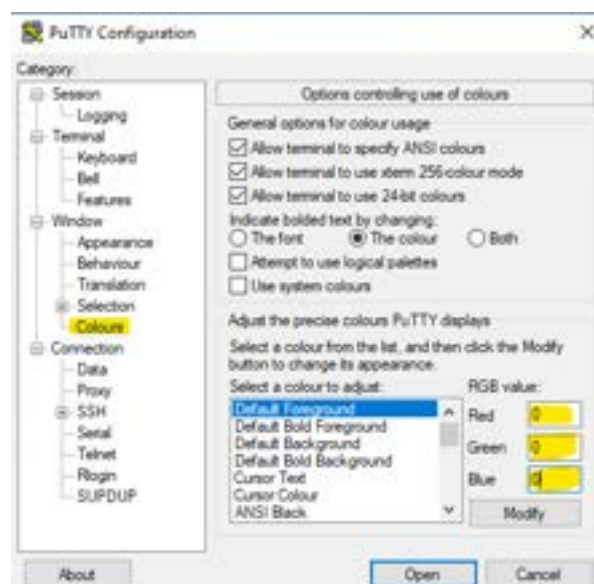 PuTTY Configuration
Category:
Session
Logging
Terminal
Keyboard
Bell
Features
Window
Appearance
Behaviour
Translation
Selection
Colours
Connection
Data
Proxy
SSH
Serial
Telnet
Rlogin
SUPDUP
Options controlling use of colours
General options for colour usage
Allow terminal to specify ANSI colours
Allow terminal to use xterm 256-colour mode
Allow terminal to use 24-bit colours
Indicate bolded text by changing:
The font The colour Both
Attempt to use logical palettes
Use system colours
Adjust the precise colours PuTTY displays
Select a colour from the list, and then click the Modify
button to change its appearance.
Select a colour to adjust: RGB value:
Default Foreground
Default Bold Foreground
Default Background
Default Bold Background
Cursor Text
Cursor Colour
ANSI Black
Red 0
Green 0
Blue 0
Modify
About Open Cancel